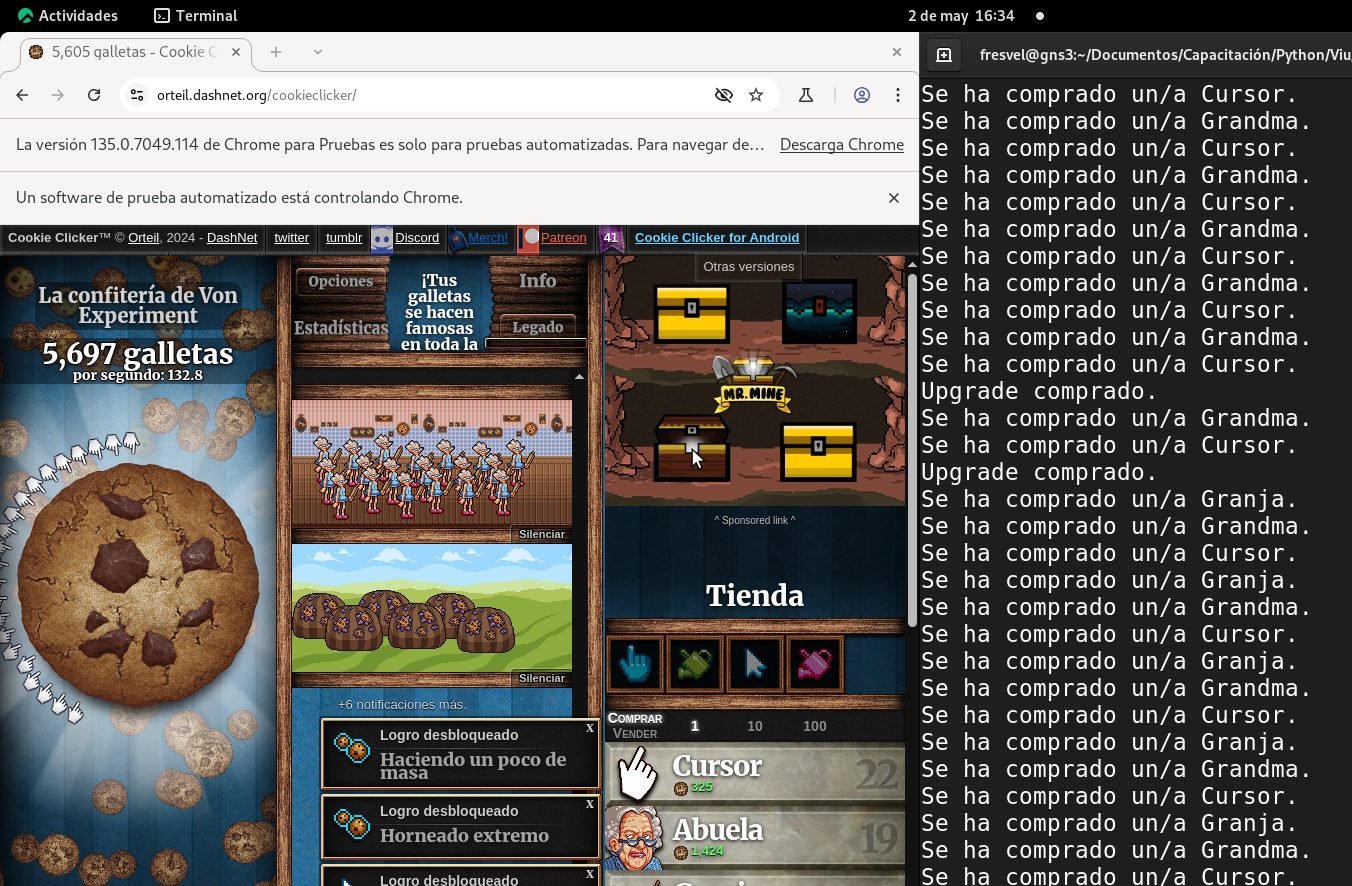 Actividades
Terminal
2 de may 16:34
5,605 galletas - Cookie C
orteil.dashnet.org/cookieclicker/
La versión 135.0.7049.114 de Chrome para Pruebas es solo para pruebas automatizadas. Para navegar de…
Descarga Chrome
Un software de prueba automatizado está controlando Chrome.
Cookie Clicker™ © Orteil, 2024 - DashNet
twitter
tumblr
Discord
Merch!
Patreon
41
Cookie Clicker for Android
Otras versiones
La confitería de Von
Experiment
5,697 galletas
por segundo: 132.8
Opciones
Estadísticas
¡Tus
galletas
se hacen
famosas
en toda la
Info
Legado
Silenciar
Silenciar
+6 notificaciones más.
Logro desbloqueado
Haciendo un poco de
masa
x
Logro desbloqueado
Horneado extremo
x
Logro desbloqueado
x
MR.MINE
^ Sponsored link ^
Tienda
Comprar
Vender
1
10
100
Cursor
325
22
Abuela
1,424
19
fresvel@gns3:~/Documentos/Capacitación/Python/Viu
Se ha comprado un/a Cursor.
Se ha comprado un/a Grandma.
Se ha comprado un/a Cursor.
Se ha comprado un/a Grandma.
Se ha comprado un/a Cursor.
Se ha comprado un/a Grandma.
Se ha comprado un/a Cursor.
Se ha comprado un/a Grandma.
Se ha comprado un/a Cursor.
Se ha comprado un/a Grandma.
Se ha comprado un/a Cursor.
Upgrade comprado.
Se ha comprado un/a Grandma.
Se ha comprado un/a Cursor.
Upgrade comprado.
Se ha comprado un/a Granja.
Se ha comprado un/a Grandma.
Se ha comprado un/a Cursor.
Se ha comprado un/a Granja.
Se ha comprado un/a Grandma.
Se ha comprado un/a Cursor.
Se ha comprado un/a Granja.
Se ha comprado un/a Grandma.
Se ha comprado un/a Cursor.
Se ha comprado un/a Granja.
Se ha comprado un/a Grandma.
Se ha comprado un/a Cursor.
Se ha comprado un/a Granja.
Se ha comprado un/a Grandma.
Se ha comprado un/a Cursor.